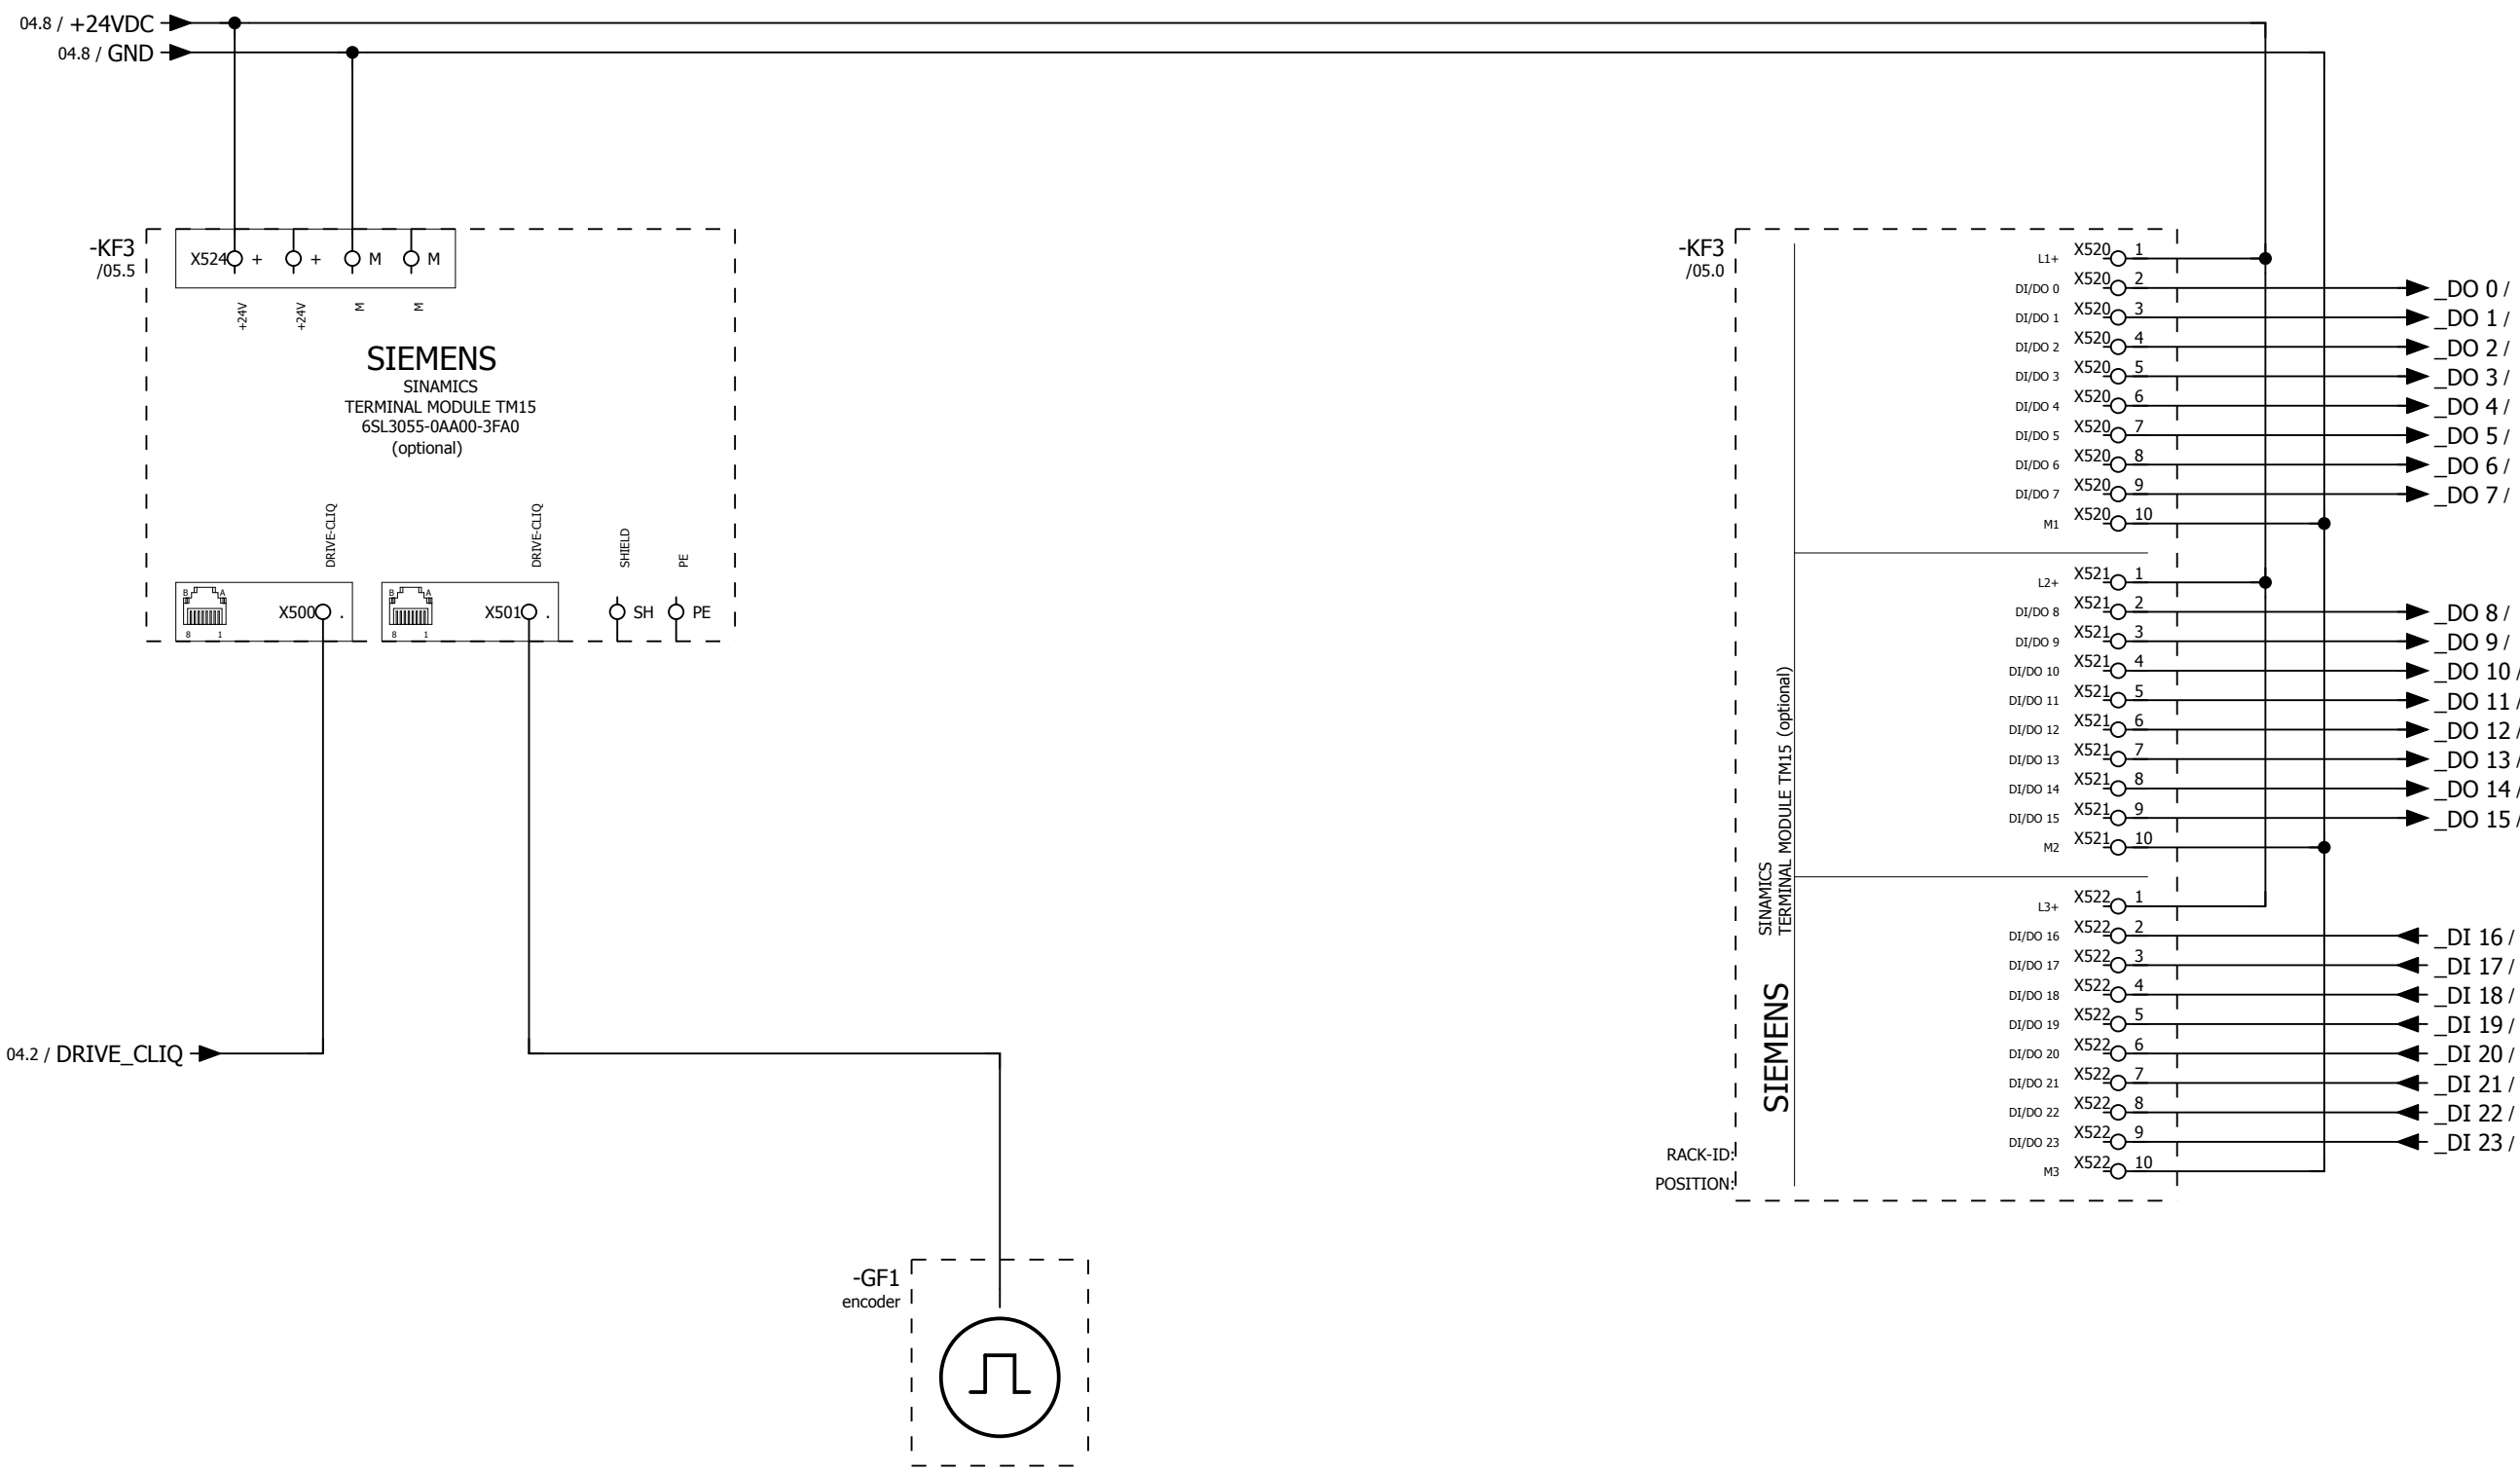 04.8 / +24VDC
04.8 / GND
-KF3
/05.5
X524 + + M M
+24V
+24V
M
M
SIEMENS
SINAMICS
TERMINAL MODULE TM15
6SL3055-0AA00-3FA0
(optional)
DRIVE-CLIQ
DRIVE-CLIQ
SHIELD
PE
B A
8 1
X500 .
B A
8 1
X501 .
SH
PE
04.2 / DRIVE_CLIQ
-GF1
encoder
-KF3
/05.0
L1+ X520 1
DI/DO 0 X520 2 _DO 0 /
DI/DO 1 X520 3 _DO 1 /
DI/DO 2 X520 4 _DO 2 /
DI/DO 3 X520 5 _DO 3 /
DI/DO 4 X520 6 _DO 4 /
DI/DO 5 X520 7 _DO 5 /
DI/DO 6 X520 8 _DO 6 /
DI/DO 7 X520 9 _DO 7 /
M1 X520 10
L2+ X521 1
DI/DO 8 X521 2 _DO 8 /
DI/DO 9 X521 3 _DO 9 /
DI/DO 10 X521 4 _DO 10 /
DI/DO 11 X521 5 _DO 11 /
DI/DO 12 X521 6 _DO 12 /
DI/DO 13 X521 7 _DO 13 /
DI/DO 14 X521 8 _DO 14 /
DI/DO 15 X521 9 _DO 15 /
M2 X521 10
L3+ X522 1
DI/DO 16 X522 2 _DI 16 /
DI/DO 17 X522 3 _DI 17 /
DI/DO 18 X522 4 _DI 18 /
DI/DO 19 X522 5 _DI 19 /
DI/DO 20 X522 6 _DI 20 /
DI/DO 21 X522 7 _DI 21 /
DI/DO 22 X522 8 _DI 22 /
DI/DO 23 X522 9 _DI 23 /
M3 X522 10
SIEMENS
SINAMICS
TERMINAL MODULE TM15 (optional)
RACK-ID:
POSITION: